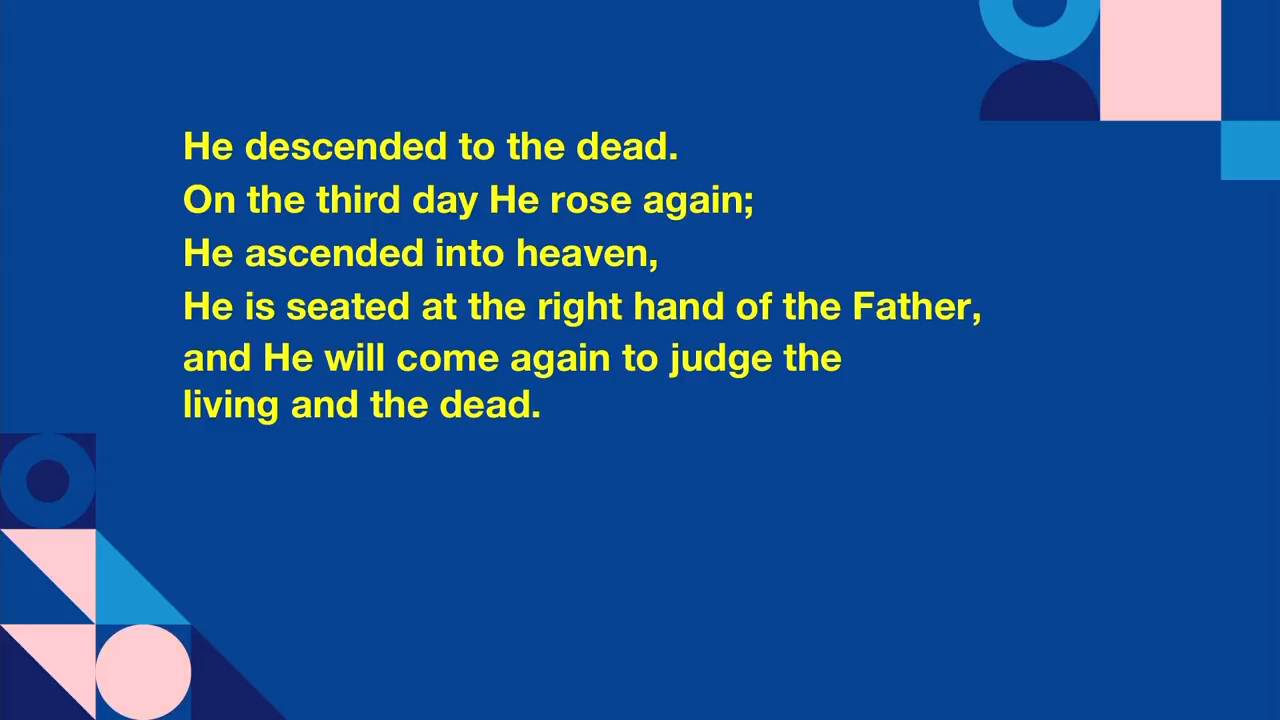 He descended to the dead.
On the third day He rose again;
He ascended into heaven,
He is seated at the right hand of the Father,
and He will come again to judge the
living and the dead.